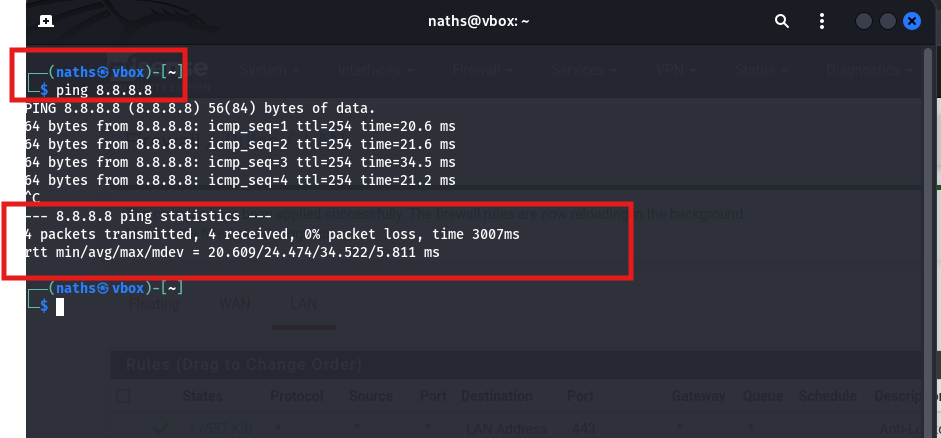 naths@vbox: ~
┌──(naths㉿vbox)-[~]
└─$ ping 8.8.8.8
PING 8.8.8.8 (8.8.8.8) 56(84) bytes of data.
64 bytes from 8.8.8.8: icmp_seq=1 ttl=254 time=20.6 ms
64 bytes from 8.8.8.8: icmp_seq=2 ttl=254 time=21.6 ms
64 bytes from 8.8.8.8: icmp_seq=3 ttl=254 time=34.5 ms
64 bytes from 8.8.8.8: icmp_seq=4 ttl=254 time=21.2 ms
^C
--- 8.8.8.8 ping statistics ---
4 packets transmitted, 4 received, 0% packet loss, time 3007ms
rtt min/avg/max/mdev = 20.609/24.474/34.522/5.811 ms
┌──(naths㉿vbox)-[~]
└─$
System Interfaces Firewall Services VPN Status Diagnostics
applied successfully. The firewall rules are now reloading in the background
Floating WAN LAN
Rules (Drag to Change Order)
States Protocol Source Port Destination Port Gateway Queue Schedule
* * * LAN Address 443 * *